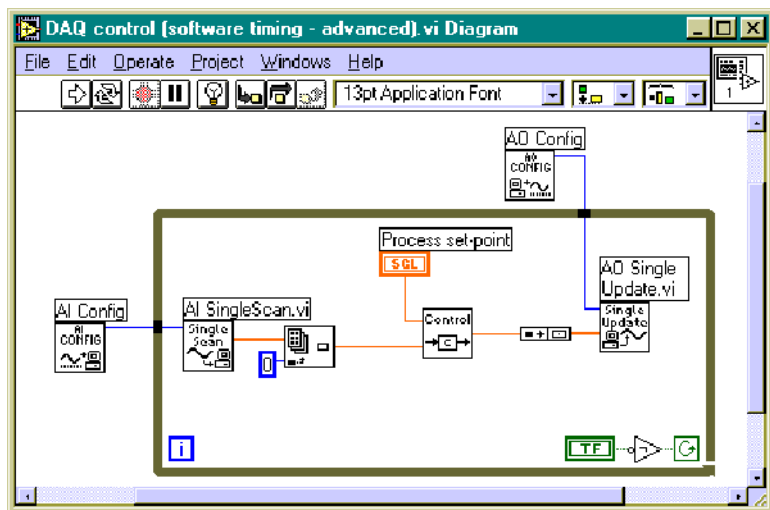 DAQ control (software timing - advanced).vi Diagram
File Edit Operate Project Windows Help
13pt Application Font
1
AO Config
AO
CONFIG
Process set-point
SGL
AO Single
Update.vi
Single
Update
AI Config
AI
CONFIG
AI SingleScan.vi
Single
Scan
0
Control
C
i
TF